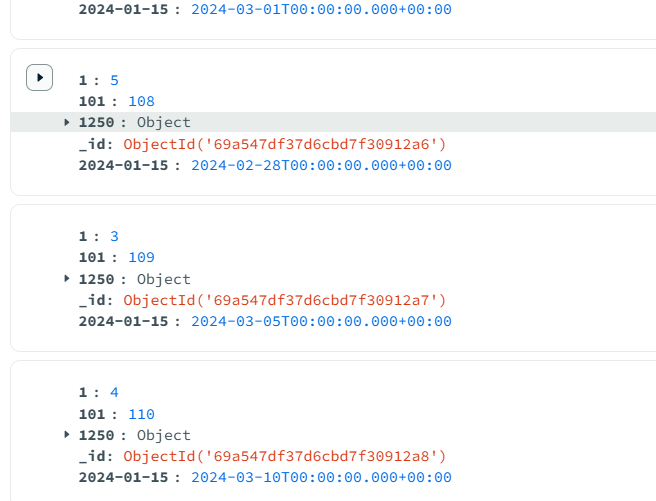 2024-01-15 : 2024-03-01T00:00:00.000+00:00
1 : 5
101 : 108
1250 : Object
_id: ObjectId('69a547df37d6cbd7f30912a6')
2024-01-15 : 2024-02-28T00:00:00.000+00:00
1 : 3
101 : 109
1250 : Object
_id: ObjectId('69a547df37d6cbd7f30912a7')
2024-01-15 : 2024-03-05T00:00:00.000+00:00
1 : 4
101 : 110
1250 : Object
_id: ObjectId('69a547df37d6cbd7f30912a8')
2024-01-15 : 2024-03-10T00:00:00.000+00:00